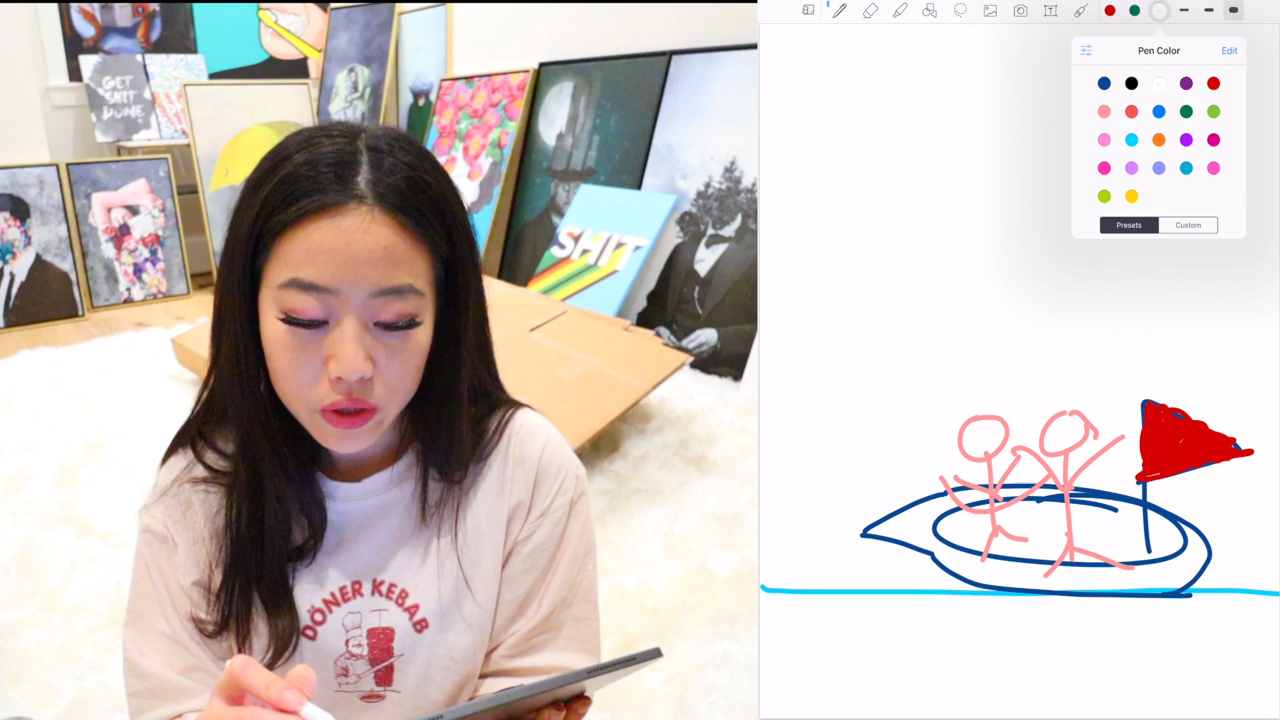 GET
SHIT
DONE
SHIT
DÖNER KEBAB
Pen Color
Edit
Presets
Custom